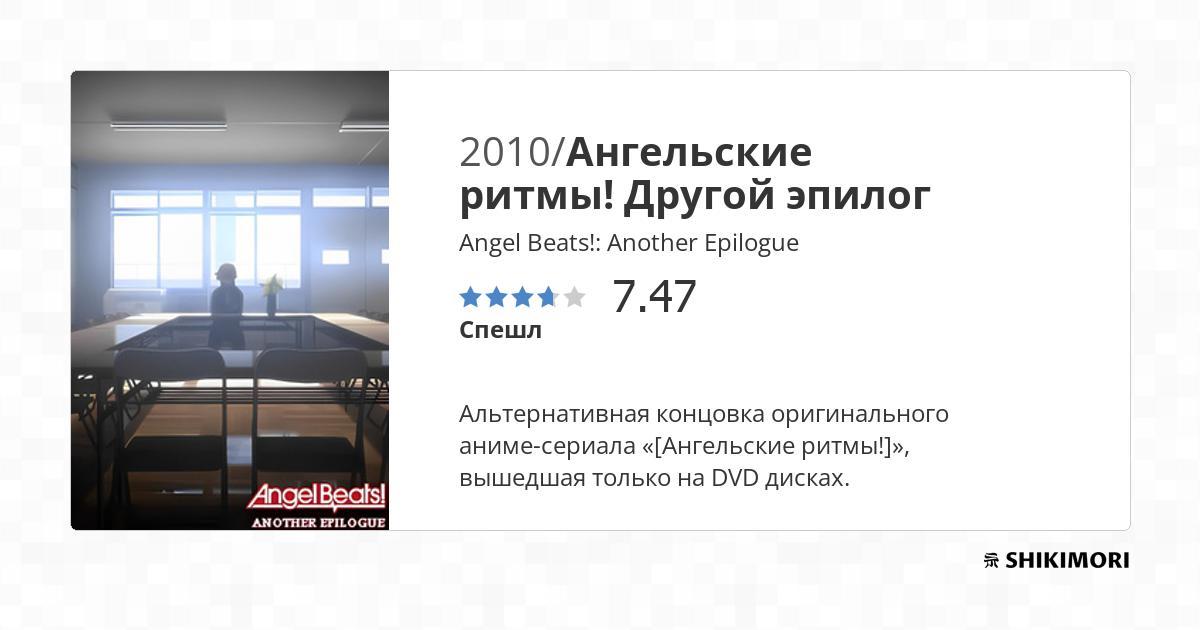 2010/Ангельские
ритмы! Другой эпилог
Angel Beats!: Another Epilogue
7.47
Спешл
Альтернативная концовка оригинального
аниме-сериала «[Ангельские ритмы!]»,
вышедшая только на DVD дисках.
Angel Beats!
ANOTHER EPILOGUE
SHIKIMORI